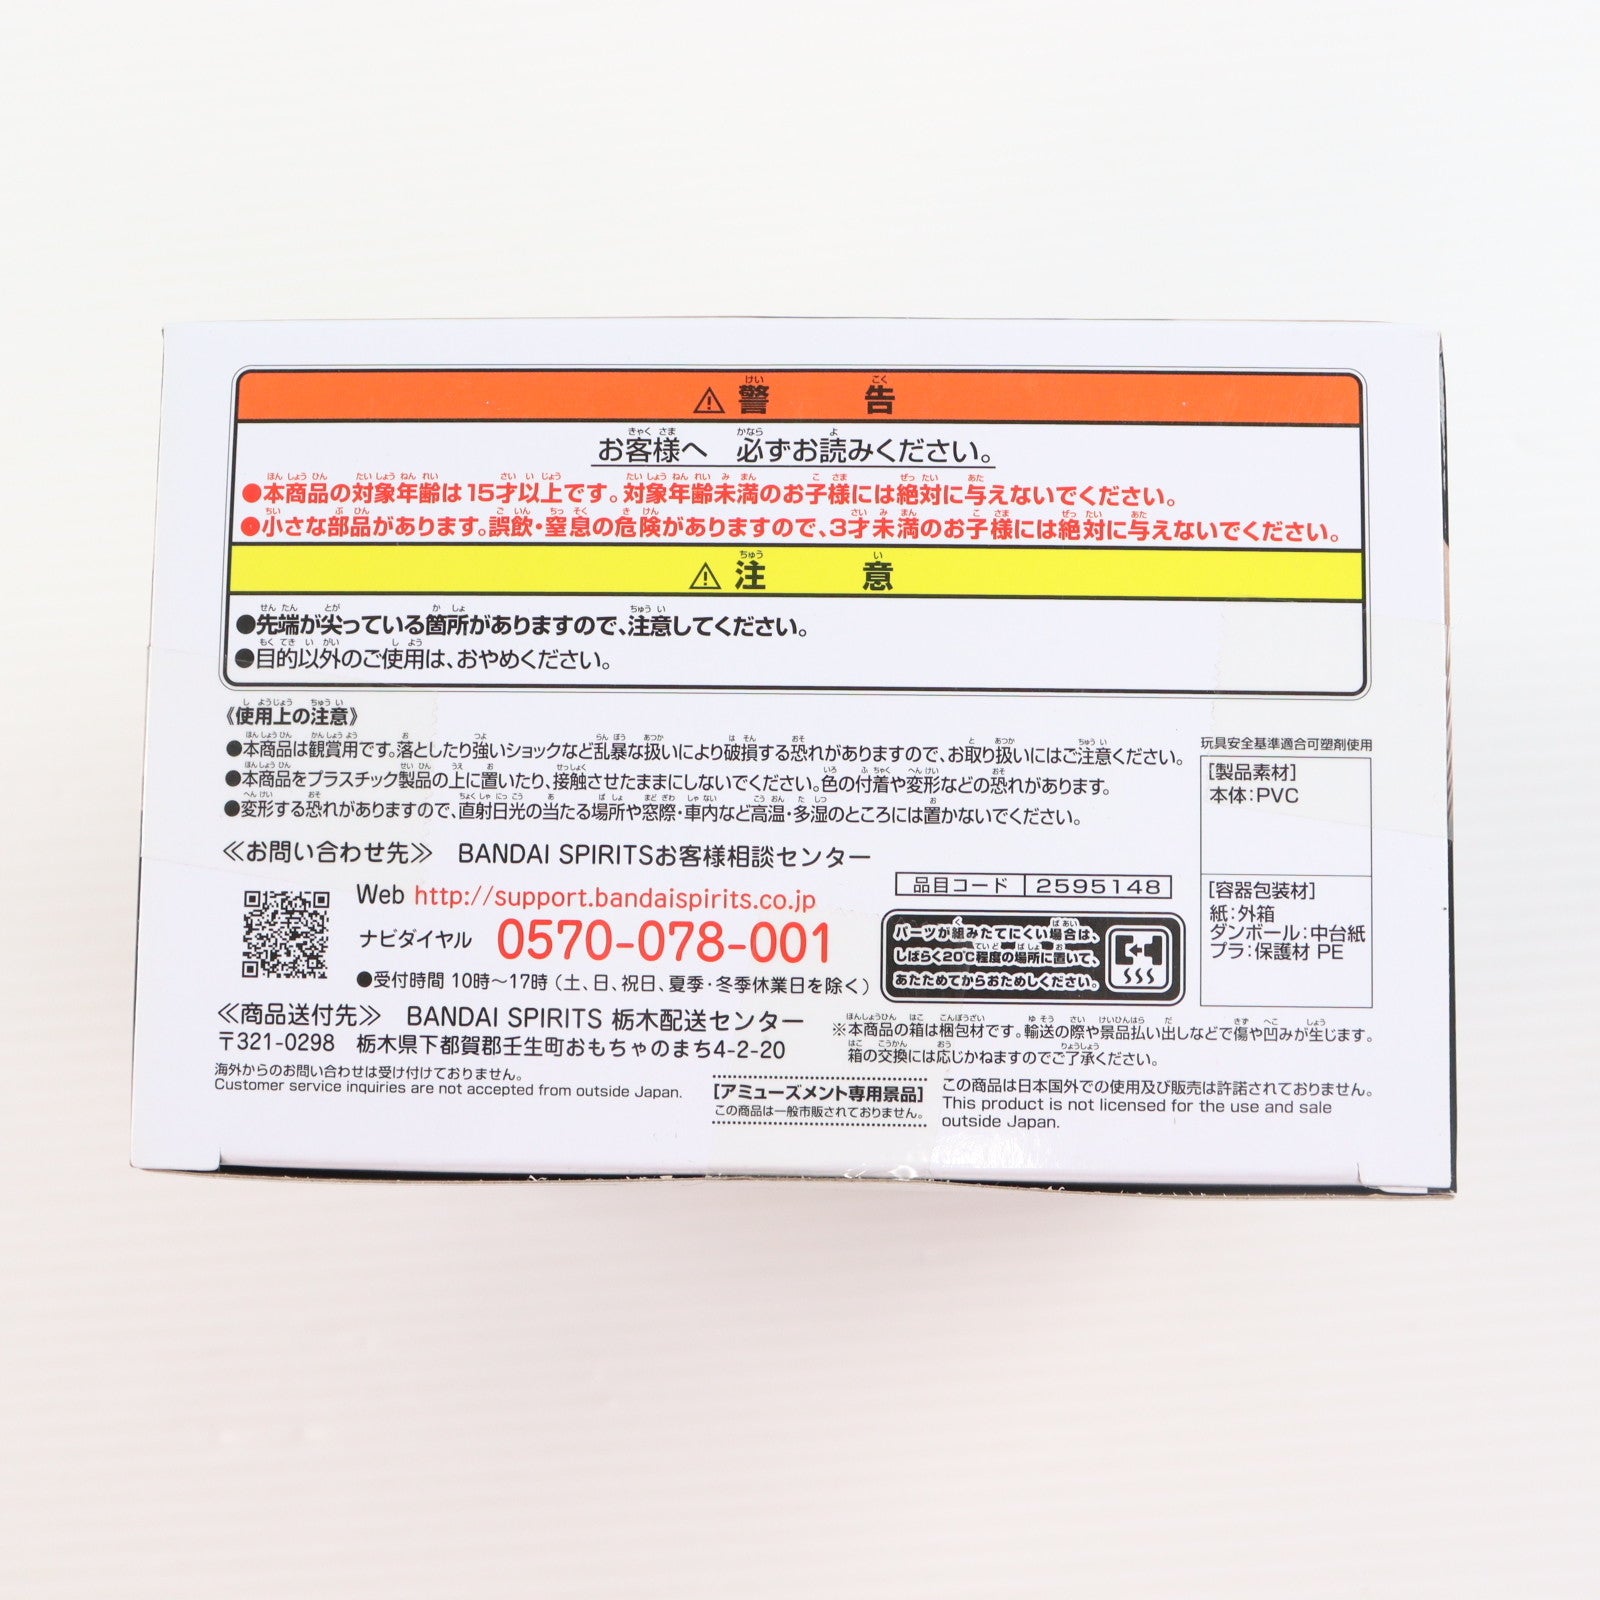 ⚠警告
お客様へ 必ずお読みください。
●本商品の対象年齢は15才以上です。対象年齢未満のお子様には絶対に与えないでください。
●小さな部品があります。誤飲・窒息の危険がありますので、3才未満のお子様には絶対に与えないでください。
⚠注意
●先端が尖っている箇所がありますので、注意してください。
●目的以外のご使用は、おやめください。
《使用上の注意》
●本商品は観賞用です。落としたり強いショックなど乱暴な扱いにより破損する恐れがありますので、お取り扱いにはご注意ください。
●本商品をプラスチック製品の上に置いたり、接触させたままにしないでください。色の付着や変形などの恐れがあります。
●変形する恐れがありますので、直射日光の当たる場所や窓際・車内など高温・多湿のところには置かないでください。
玩具安全基準適合可塑剤使用
[製品素材]
本体:PVC
[容器包装材]
紙:外箱
ダンボール:中台紙
プラ:保護材 PE
≪お問い合わせ先≫ BANDAI SPIRITSお客様相談センター
Web http://support.bandaispirits.co.jp
ナビダイヤル 0570-078-001
●受付時間 10時～17時 (土、日、祝日、夏季・冬季休業日を除く)
品目コード 2595148
パーツが組みたてにくい場合は、
しばらく20℃程度の場所に置いて、
あたためてからおためしください。
≪商品送付先≫ BANDAI SPIRITS 栃木配送センター
〒321-0298 栃木県下都賀郡壬生町おもちゃのまち4-2-20
※本商品の箱は梱包材です。輸送の際や景品払い出しなどで傷や凹みが生じます。
箱の交換には応じかねますのでご了承ください。
海外からのお問い合わせは受け付けておりません。
Customer service inquiries are not accepted from outside Japan.
[アミューズメント専用景品]
この商品は一般市販されておりません。
この商品は日本国外での使用及び販売は許諾されておりません。
This product is not licensed for the use and sale
outside Japan.